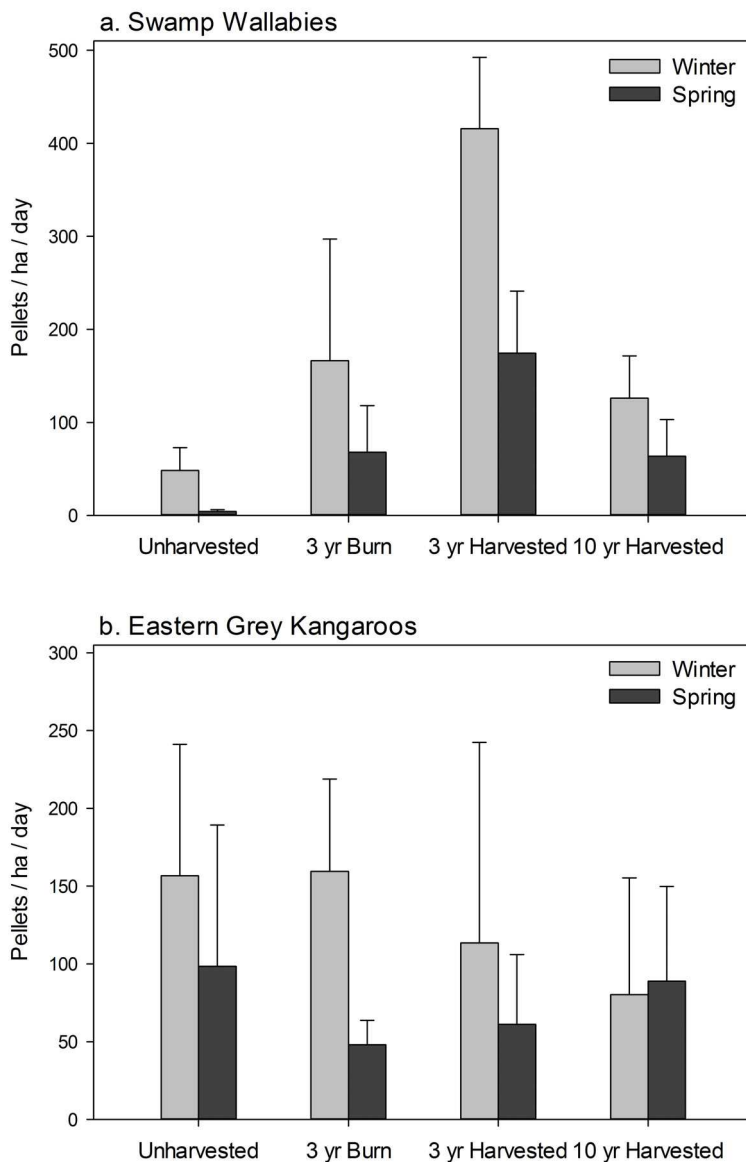 a. Swamp Wallabies
500
400
300
200
100
0
Pellets / ha / day
Winter
Spring
Unharvested 3 yr Burn 3 yr Harvested 10 yr Harvested
b. Eastern Grey Kangaroos
300
250
200
150
100
50
0
Pellets / ha / day
Winter
Spring
Unharvested 3 yr Burn 3 yr Harvested 10 yr Harvested